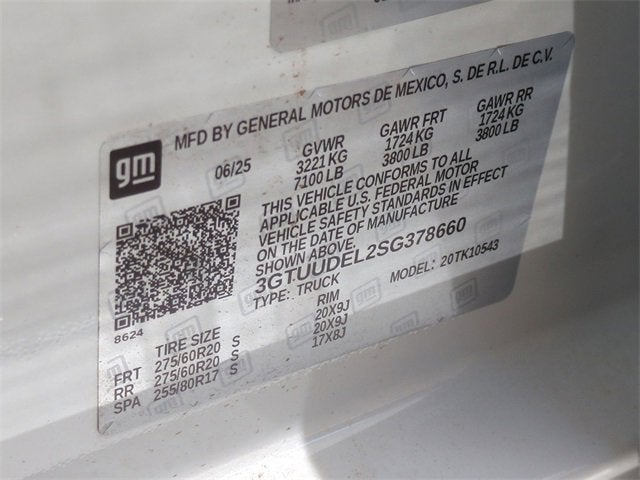 MFD BY GENERAL MOTORS DE MEXICO, S. DE R.L. DE C.V.
gm
06/25 GVWR GAWR FRT GAWR RR
3221 KG 1724 KG 1724 KG
7100 LB 3800 LB 3800 LB
THIS VEHICLE CONFORMS TO ALL
APPLICABLE U.S. FEDERAL MOTOR
VEHICLE SAFETY STANDARDS IN EFFECT
ON THE DATE OF MANUFACTURE
SHOWN ABOVE.
3GTUUDEL2SG378660
TYPE: TRUCK MODEL: 20TK10543
8624
TIRE SIZE RIM
FRT 275/60R20 S 20X9J
RR 275/60R20 S 20X9J
SPA 255/80R17 S 17X8J